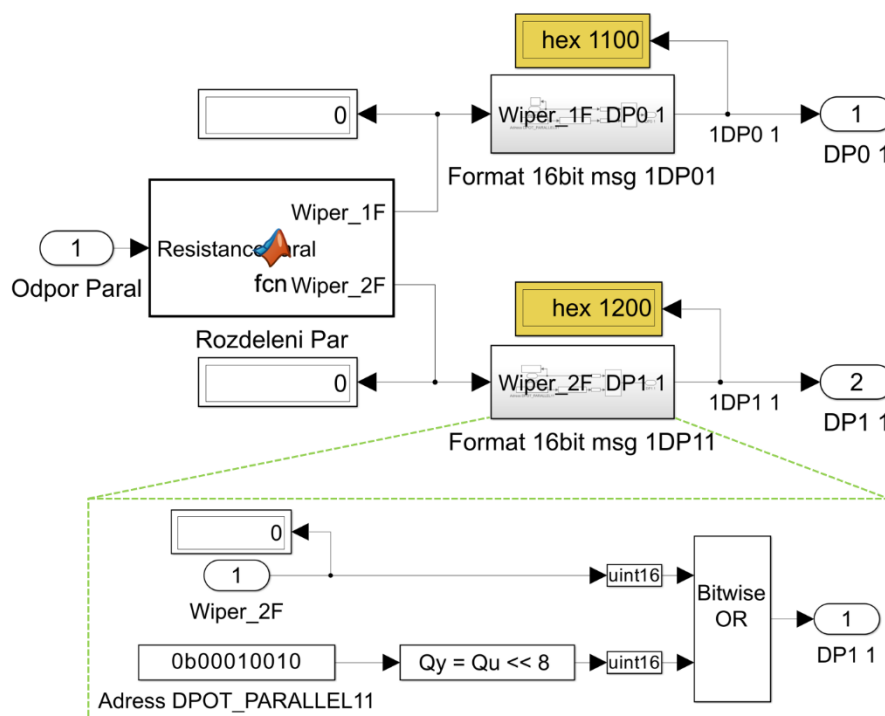 hex 1100
0
Wiper_1F DP0 1
1
1DP0 1
DP0 1
Format 16bit msg 1DP01
Wiper_1F
1
Resistance Paral
fcn
Wiper_2F
Odpor Paral
hex 1200
Rozdeleni Par
0
Wiper_2F DP1 1
2
1DP1 1
DP1 1
Format 16bit msg 1DP11
0
1
uint16
Wiper_2F
Bitwise
OR
1
DP1 1
0b00010010
Qy = Qu << 8
uint16
Adress DPOT_PARALLEL11